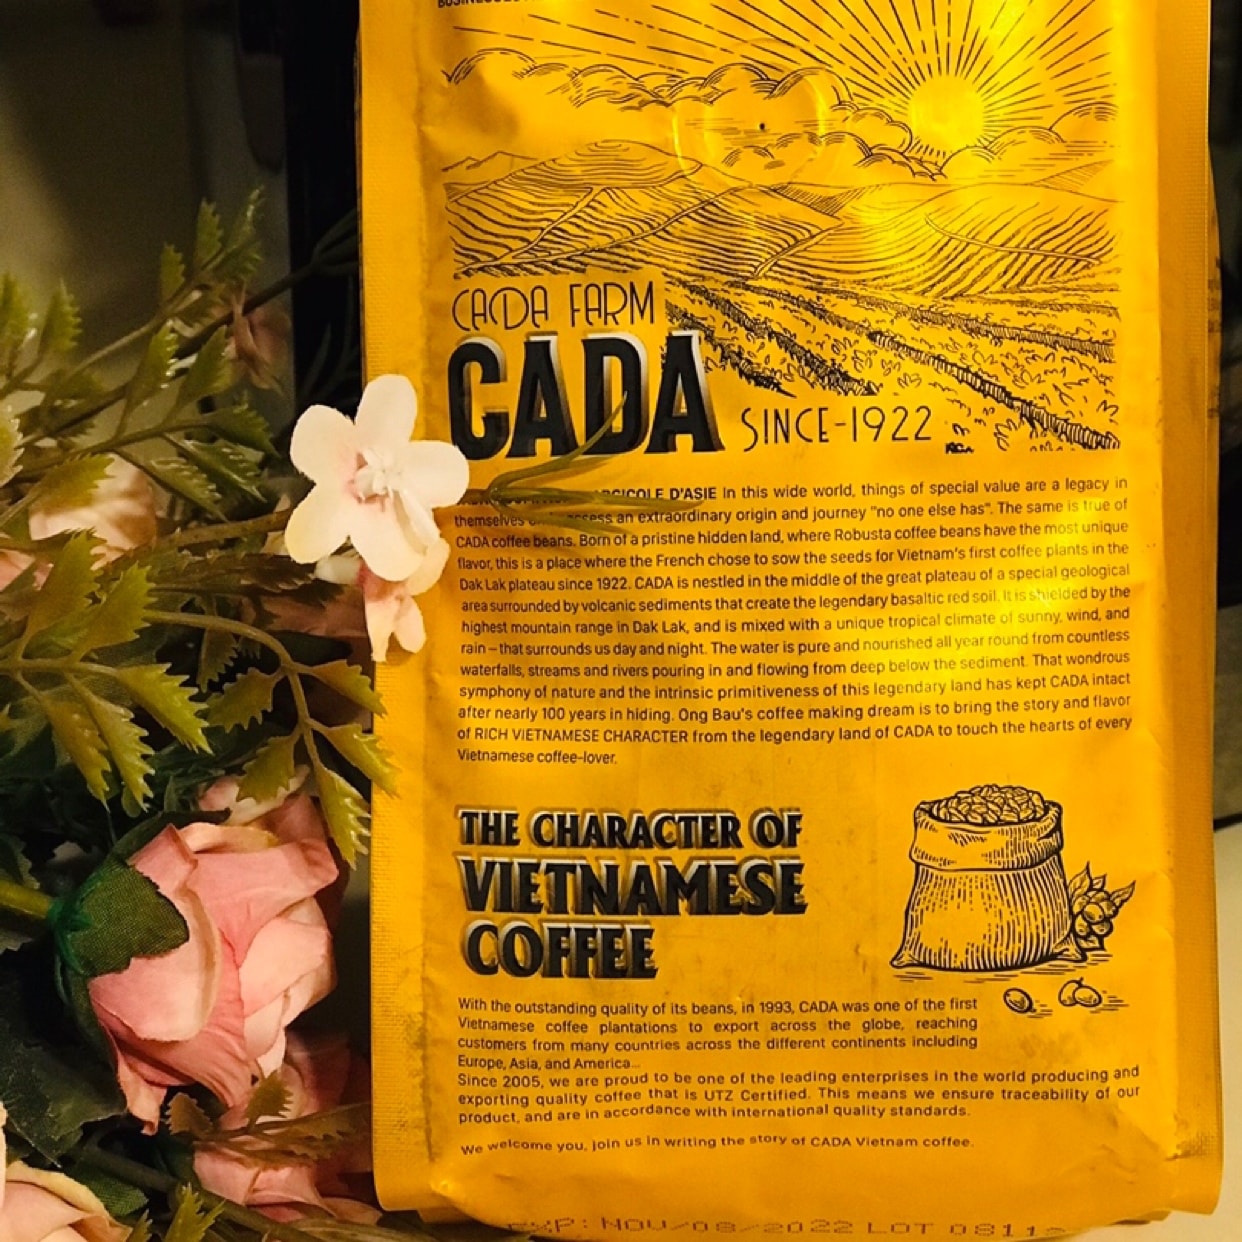 CADA FARM
CADA
SINCE-1922
D'ASIE In this wide world, things of special value are a legacy in
themselves an extraordinary origin and journey "no one else has". The same is true of
CADA coffee beans. Born of a pristine hidden land, where Robusta coffee beans have the most unique
flavor, this is a place where the French chose to sow the seeds for Vietnam's first coffee plants in the
Dak Lak plateau since 1922. CADA is nestled in the middle of the great plateau of a special geological
area surrounded by volcanic sediments that create the legendary basaltic red soil. It is shielded by the
highest mountain range in Dak Lak, and is mixed with a unique tropical climate of sunny, wind, and
rain – that surrounds us day and night. The water is pure and nourished all year round from countless
waterfalls, streams and rivers pouring in and flowing from deep below the sediment. That wondrous
symphony of nature and the intrinsic primitiveness of this legendary land has kept CADA intact
after nearly 100 years in hiding. Ong Bau's coffee making dream is to bring the story and flavor
of RICH VIETNAMESE CHARACTER from the legendary land of CADA to touch the hearts of every
Vietnamese coffee-lover.
THE CHARACTER OF
VIETNAMESE
COFFEE
With the outstanding quality of its beans, in 1993, CADA was one of the first
Vietnamese coffee plantations to export across the globe, reaching
customers from many countries across the different continents including
Europe, Asia, and America...
Since 2005, we are proud to be one of the leading enterprises in the world producing and
exporting quality coffee that is UTZ Certified. This means we ensure traceability of our
product, and are in accordance with international quality standards.
We welcome you, join us in writing the story of CADA Vietnam coffee.
EXP: NOV/08/2022 LOT